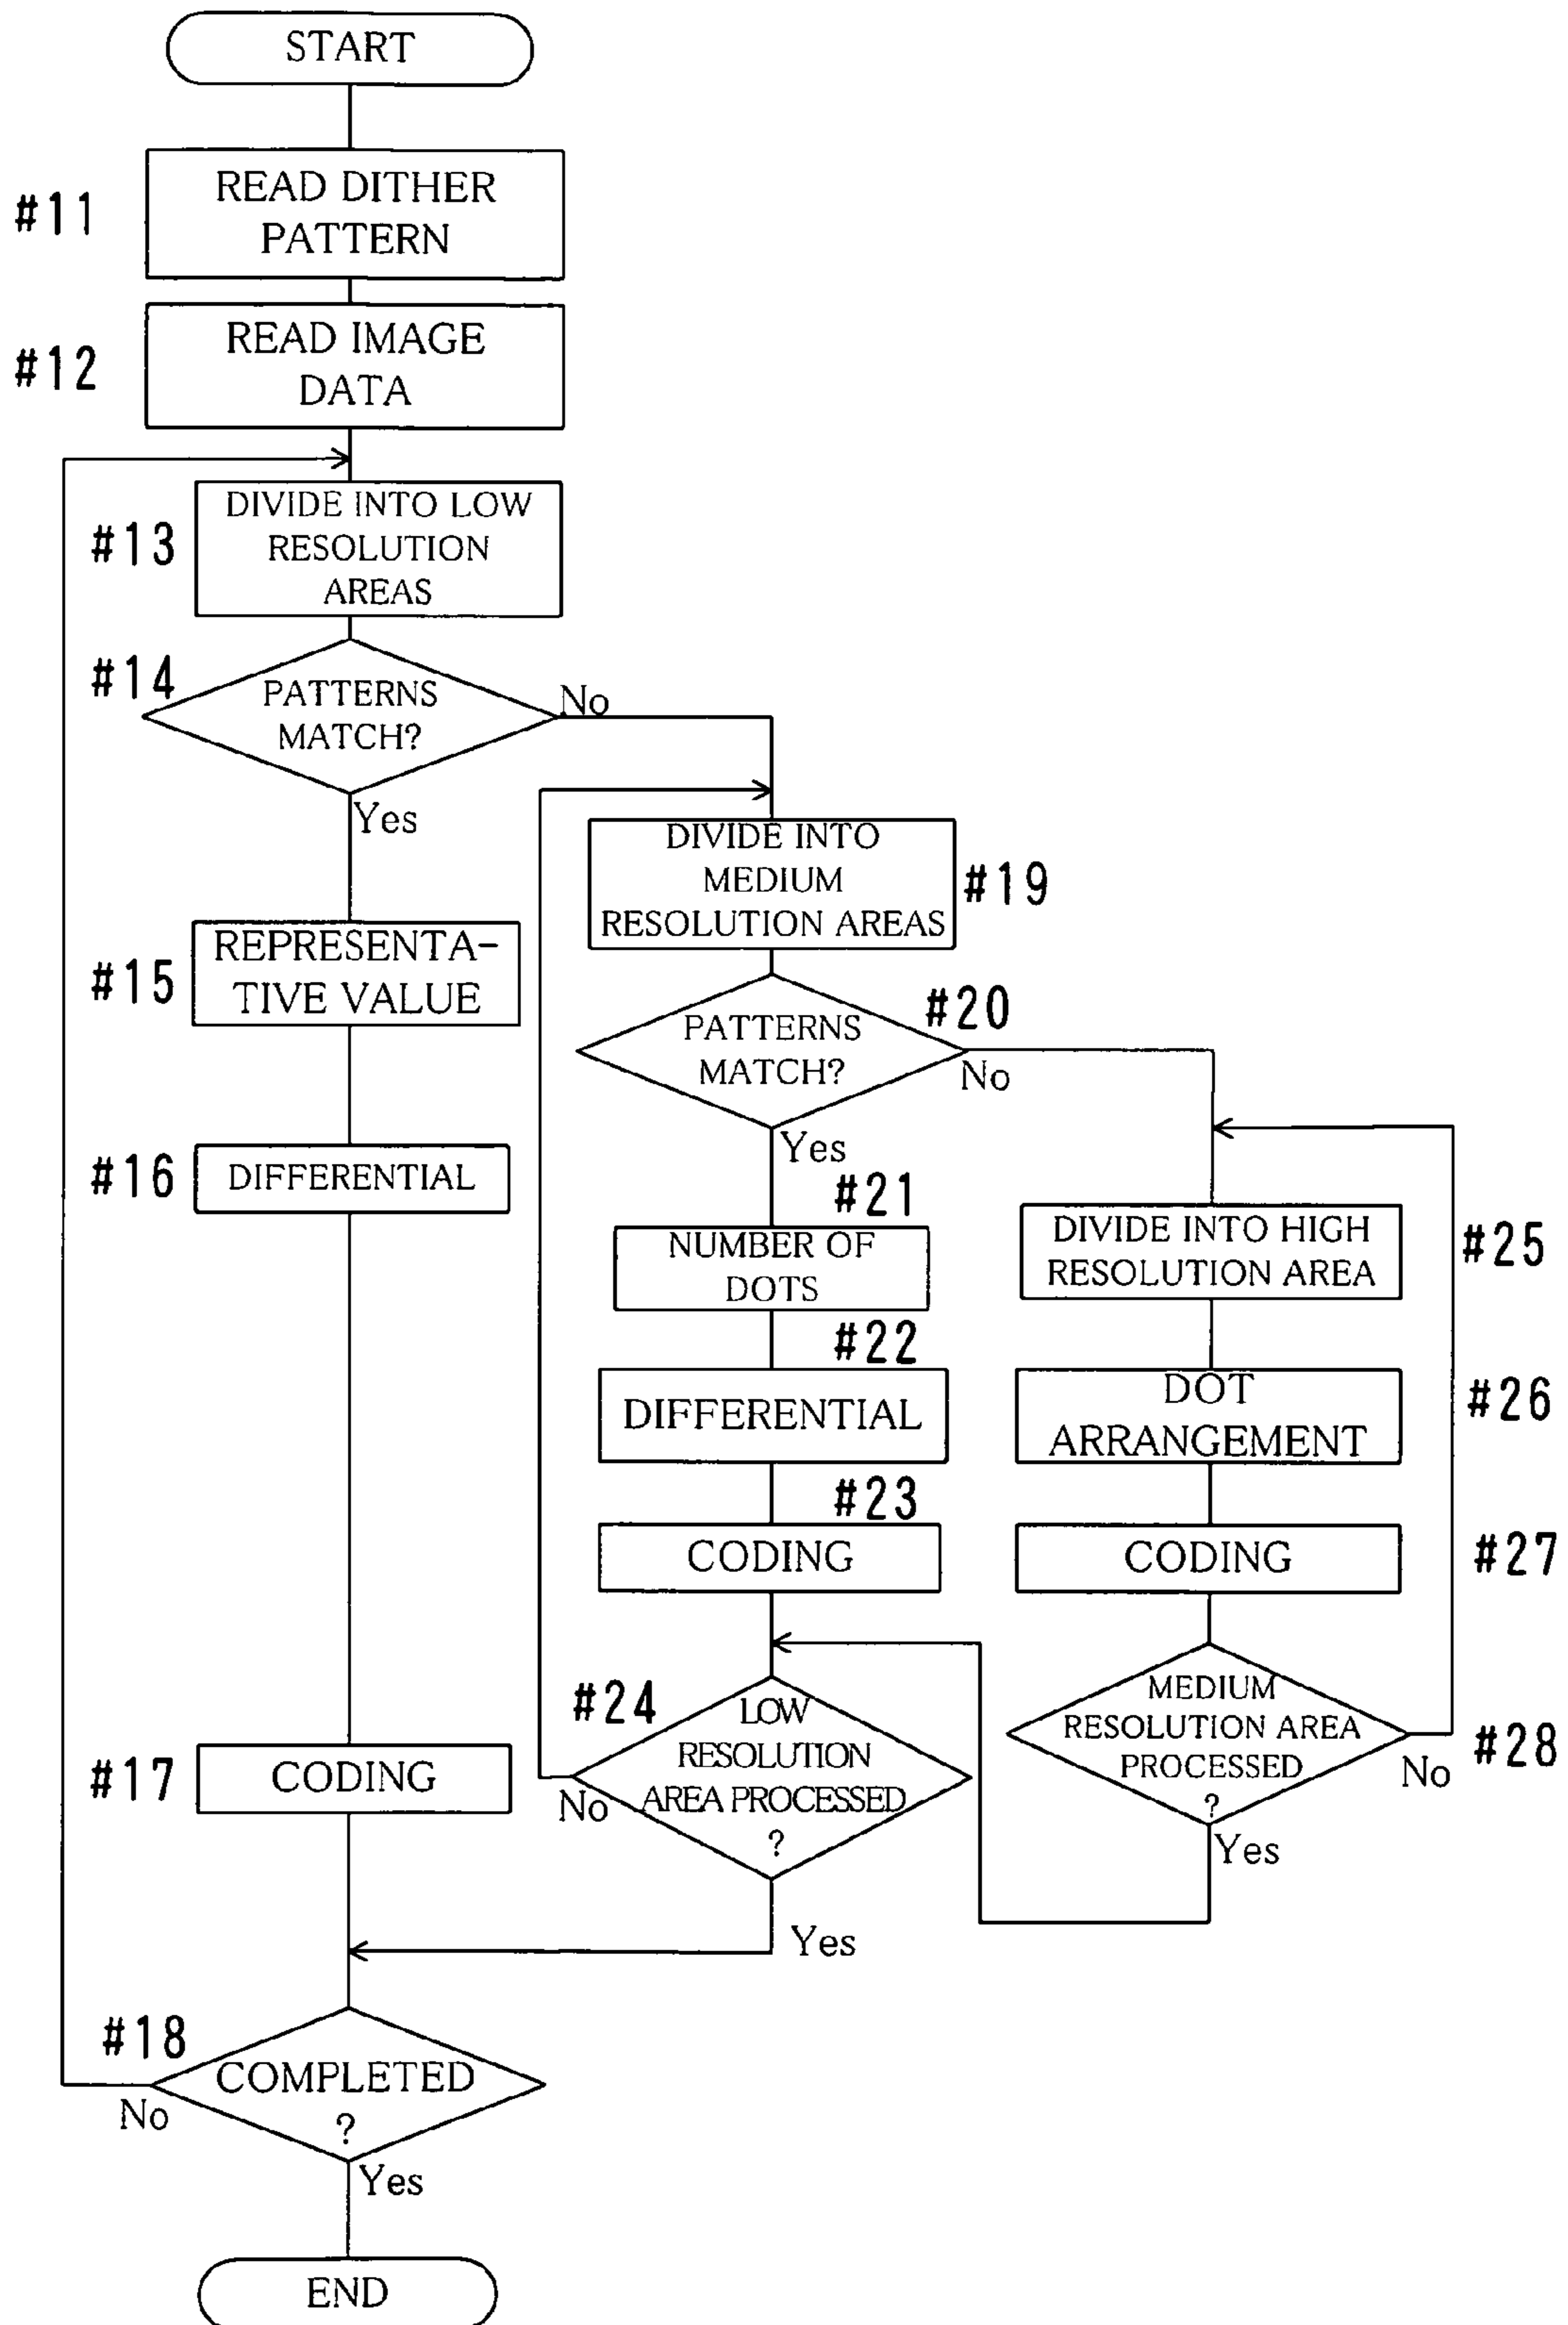 START
#11
READ DITHER
PATTERN
#12
READ IMAGE
DATA
#13
DIVIDE INTO LOW
RESOLUTION
AREAS
#14
PATTERNS
MATCH?
No
Yes
#15
REPRESENTA-
TIVE VALUE
#16
DIFFERENTIAL
#17
CODING
#18
COMPLETED
?
No
Yes
END
DIVIDE INTO
MEDIUM
RESOLUTION AREAS
#19
#20
PATTERNS
MATCH?
No
Yes
#21
NUMBER OF
DOTS
#22
DIFFERENTIAL
#23
CODING
#24
LOW
RESOLUTION
AREA PROCESSED
?
No
Yes
DIVIDE INTO HIGH
RESOLUTION AREA
#25
DOT
ARRANGEMENT
#26
CODING
#27
MEDIUM
RESOLUTION AREA
PROCESSED
?
#28
No
Yes